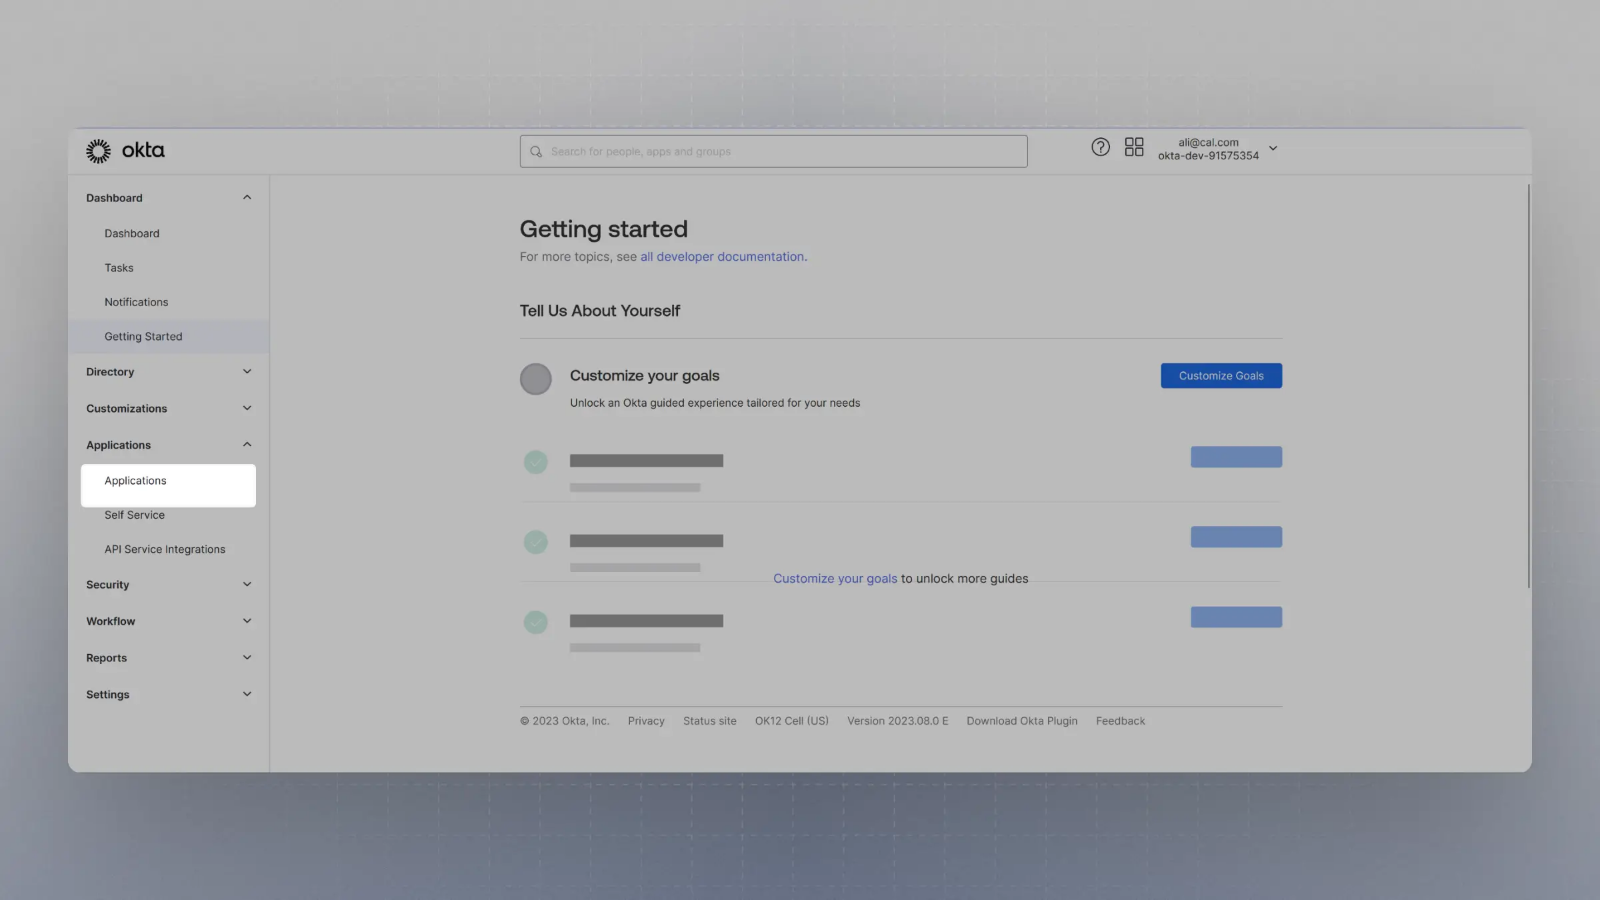 okta
Search for people, apps and groups
ali@cal.com
okta-dev-91575354
Dashboard
Dashboard
Tasks
Notifications
Getting Started
Directory
Customizations
Applications
Applications
Self Service
API Service Integrations
Security
Workflow
Reports
Settings
Getting started
For more topics, see all developer documentation.
Tell Us About Yourself
Customize your goals
Customize Goals
Unlock an Okta guided experience tailored for your needs
Customize your goals to unlock more guides
© 2023 Okta, Inc. Privacy Status site OK12 Cell (US) Version 2023.08.0 E Download Okta Plugin Feedback